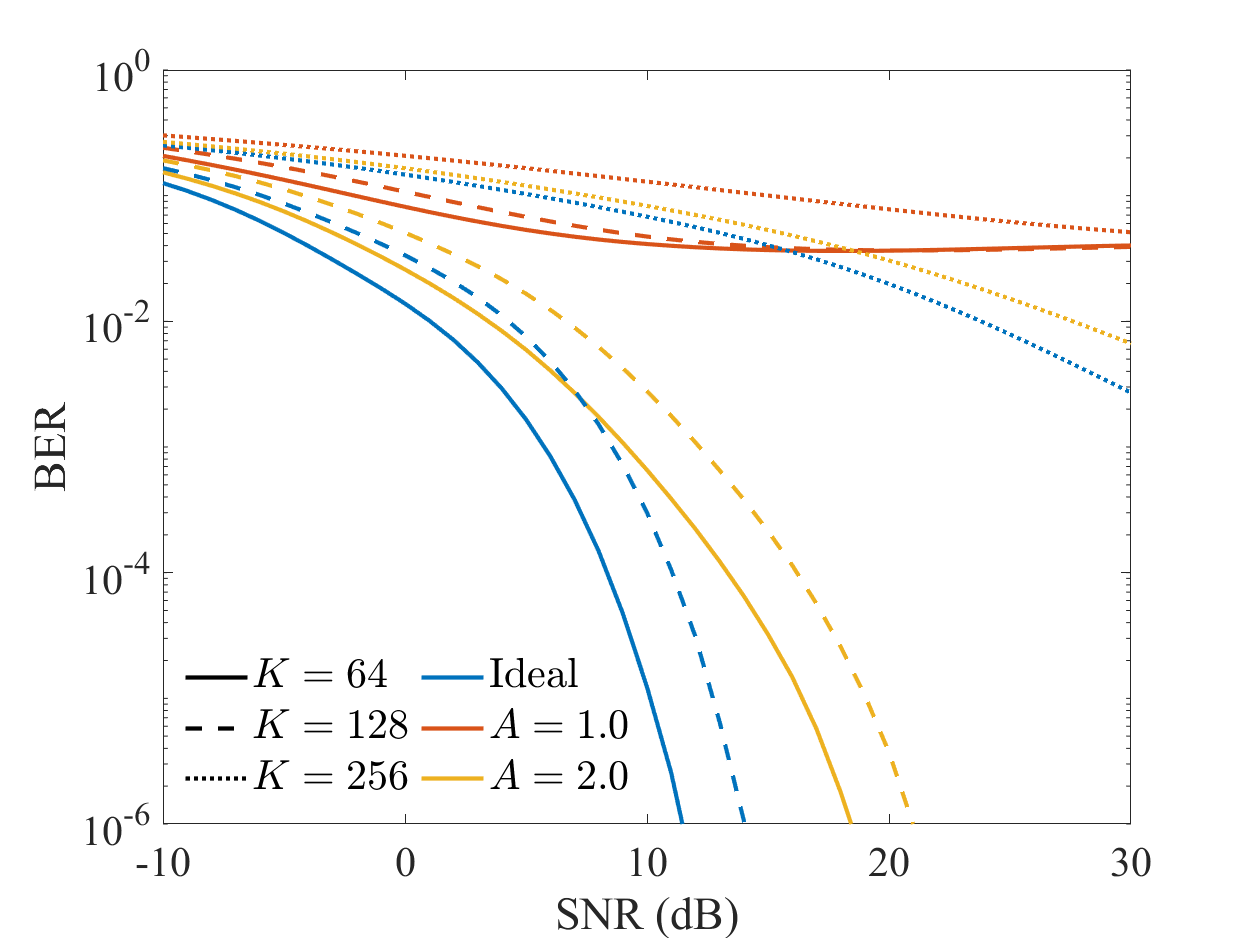 10^0
10^-2
10^-4
10^-6
BER
K = 64 Ideal
K = 128 A = 1.0
K = 256 A = 2.0
-10 0 10 20 30
SNR (dB)